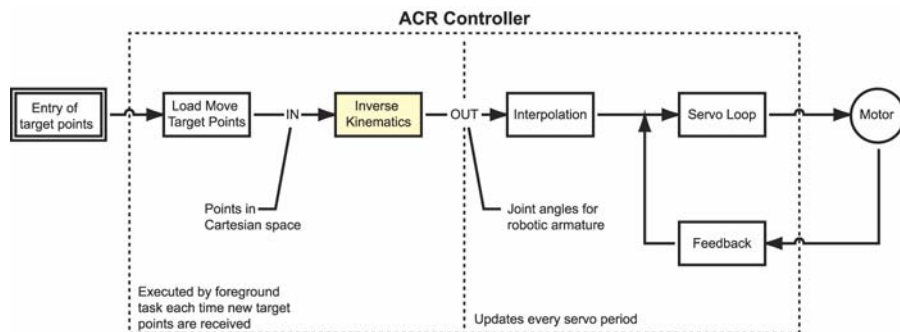 ACR Controller
Entry of
target points
Load Move
Target Points
IN
Inverse
Kinematics
OUT
Interpolation
Servo Loop
Motor
Points in
Cartesian space
Joint angles for
robotic armature
Feedback
Executed by foreground
task each time new target
points are received
Updates every servo period